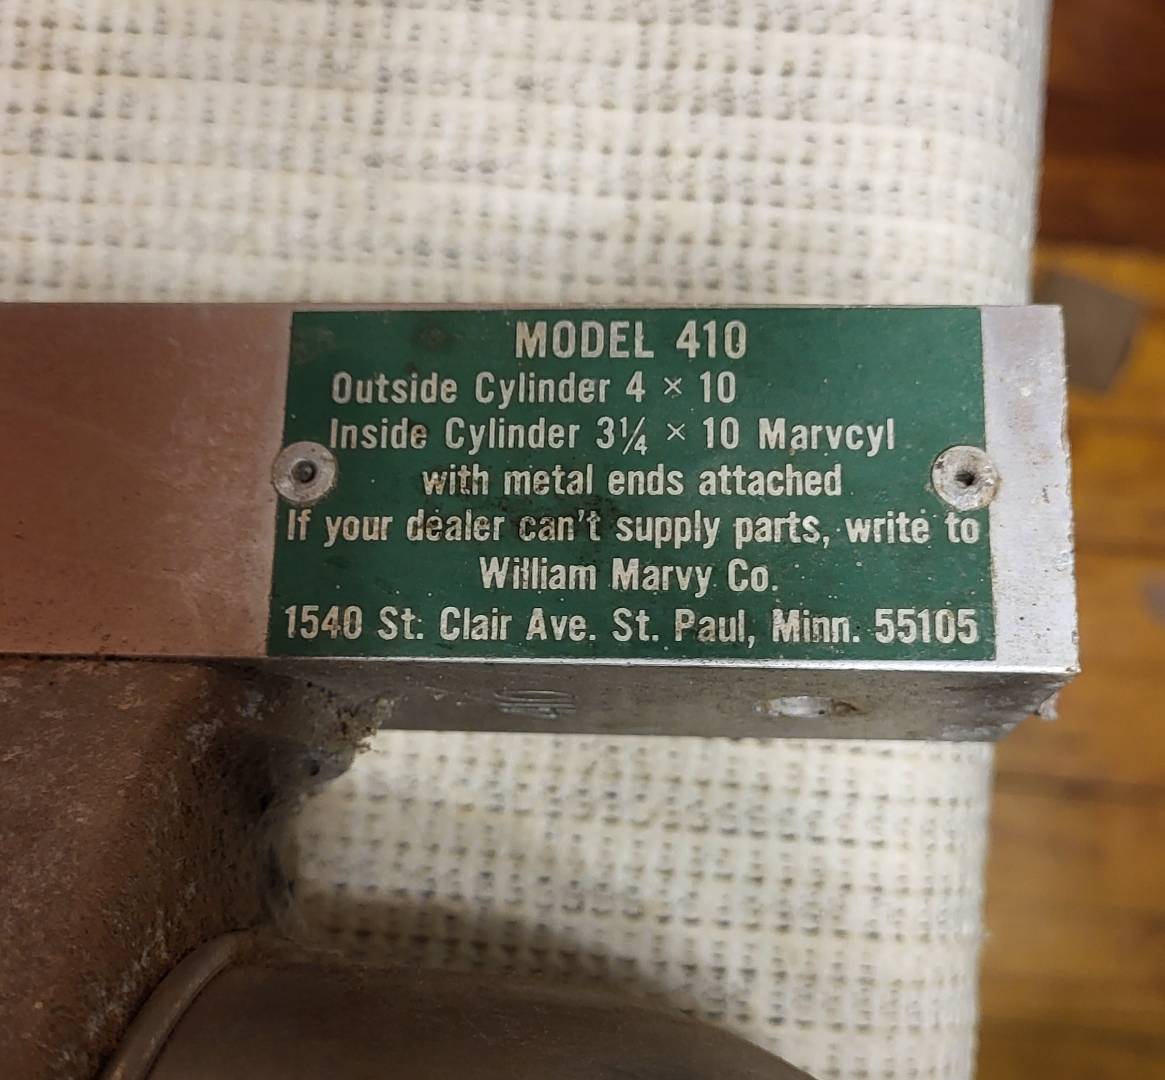 MODEL 410
Outside Cylinder 4 × 10
Inside Cylinder 3¼ × 10 Marvcyl
with metal ends attached
If your dealer can't supply parts, write to
William Marvy Co.
1540 St. Clair Ave. St. Paul, Minn. 55105